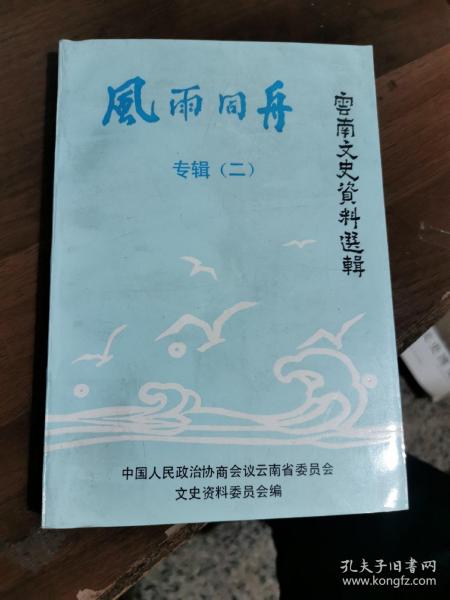 風雨同舟
专辑（二）
雲南文史資料選輯
中国人民政治协商会议云南省委员会
文史资料委员会编
孔夫子旧书网
www.kongfz.com